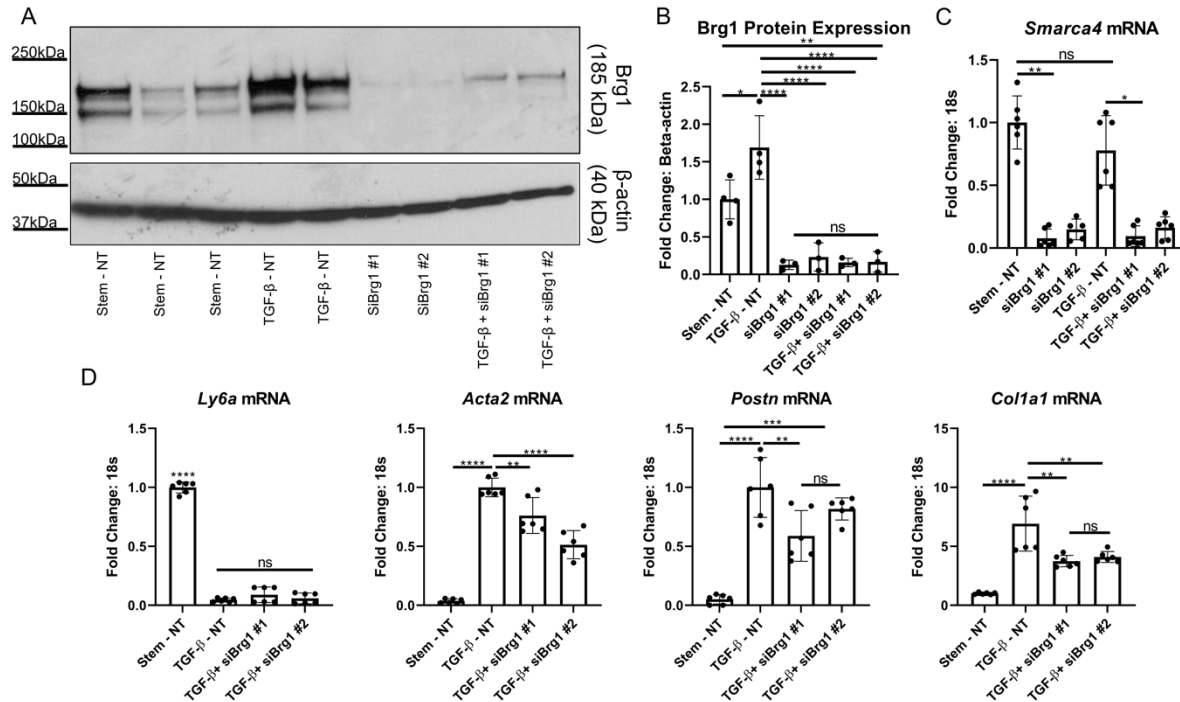 A
250kDa
150kDa
100kDa
Brg1
(185 kDa)
50kDa
37kDa
β-actin
(40 kDa)
Stem - NT
Stem - NT
Stem - NT
TGF-β - NT
TGF-β - NT
SiBrg1 #1
SiBrg1 #2
TGF-β + siBrg1 #1
TGF-β + siBrg1 #2
B
Brg1 Protein Expression
**
****
****
****
* ****
ns
Fold Change: Beta-actin
2.5
2.0
1.5
1.0
0.5
0.0
Stem - NT
TGF-β - NT
siBrg1 #1
siBrg1 #2
TGF-β+ siBrg1 #1
TGF-β+ siBrg1 #2
C
Smarca4 mRNA
ns
**
*
Fold Change: 18s
1.5
1.0
0.5
0.0
Stem - NT
siBrg1 #1
siBrg1 #2
TGF-β - NT
TGF-β+ siBrg1 #1
TGF-β+ siBrg1 #2
D
Ly6a mRNA
****
ns
Fold Change: 18s
1.5
1.0
0.5
0.0
Stem - NT
TGF-β - NT
TGF-β+ siBrg1 #1
TGF-β+ siBrg1 #2
Acta2 mRNA
****
**** **
Fold Change: 18s
1.5
1.0
0.5
0.0
Stem - NT
TGF-β - NT
TGF-β+ siBrg1 #1
TGF-β+ siBrg1 #2
Postn mRNA
***
**** **
ns
Fold Change: 18s
1.5
1.0
0.5
0.0
Stem - NT
TGF-β - NT
TGF-β+ siBrg1 #1
TGF-β+ siBrg1 #2
Col1a1 mRNA
**
**** **
ns
Fold Change: 18s
15
10
5
0
Stem - NT
TGF-β - NT
TGF-β+ siBrg1 #1
TGF-β+ siBrg1 #2